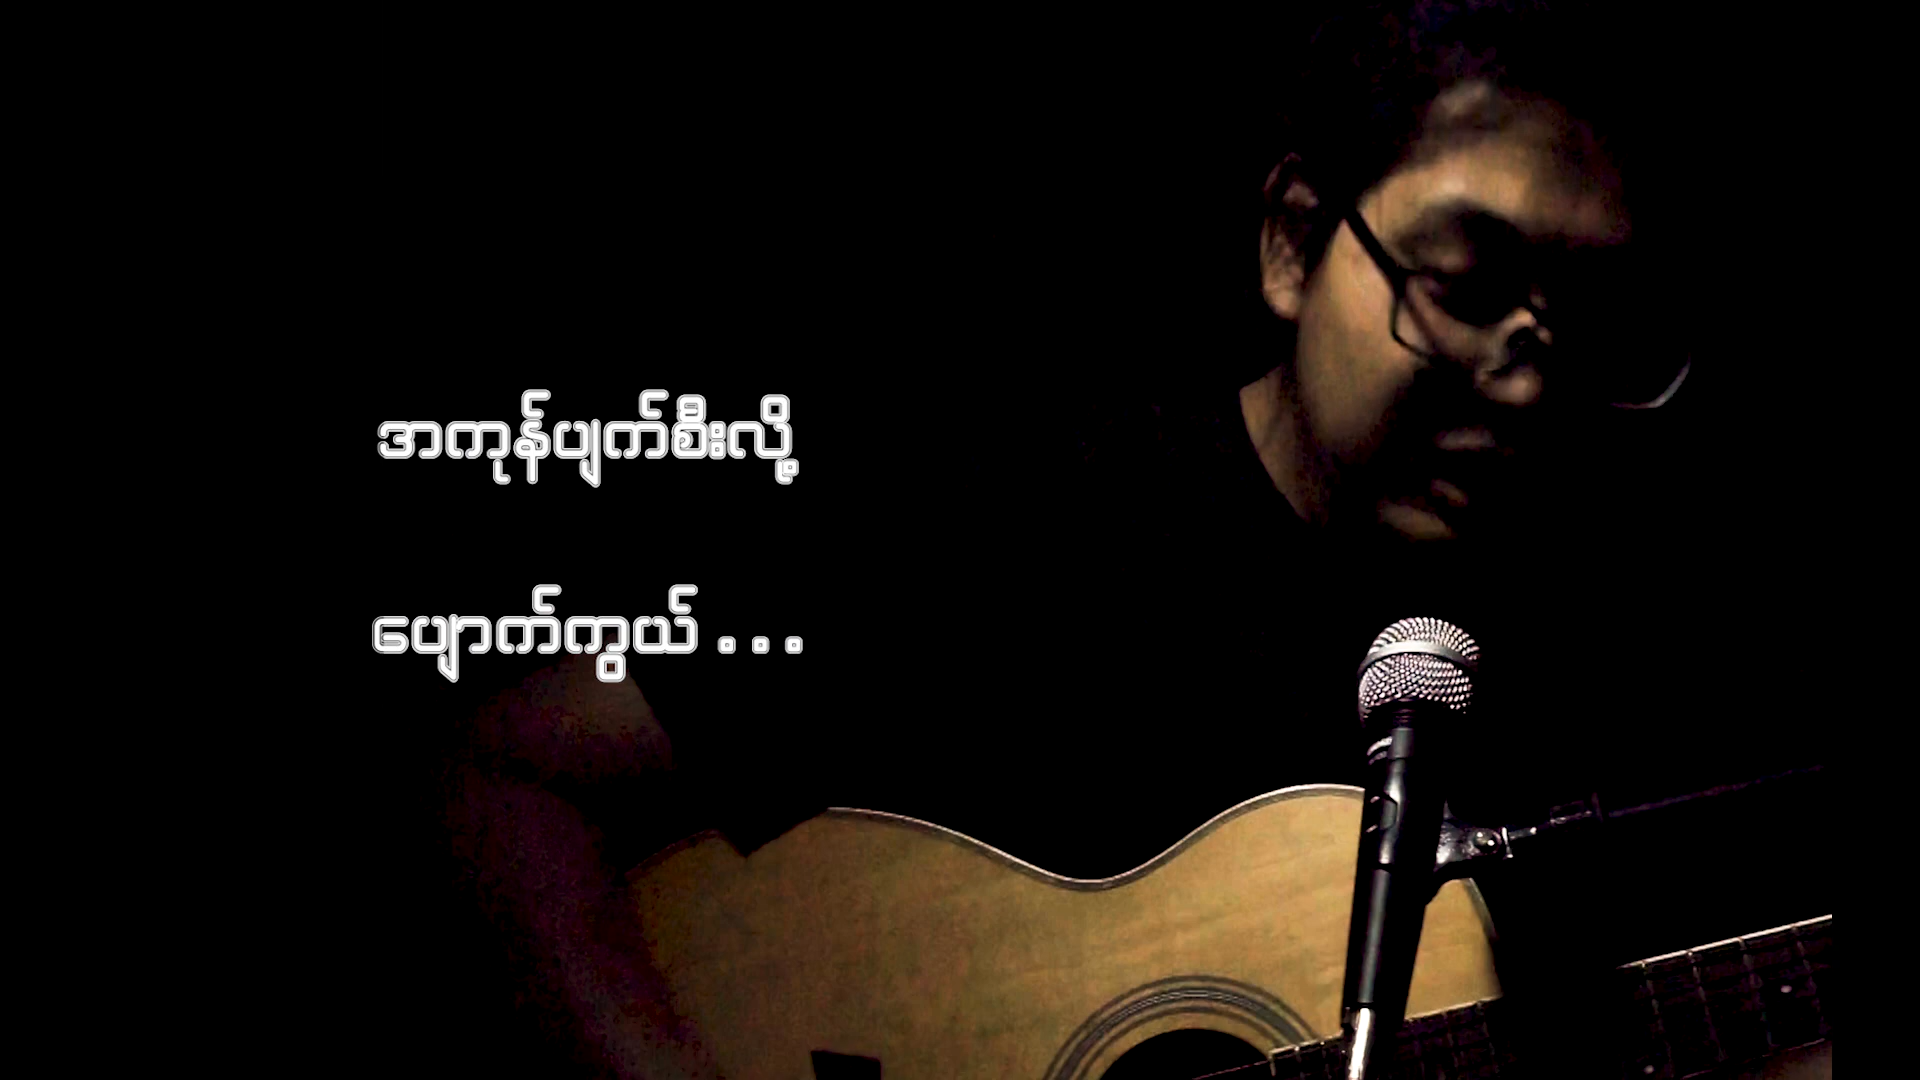 အကုန်ပျက်စီးလို့
ပျောက်ကွယ် . . .